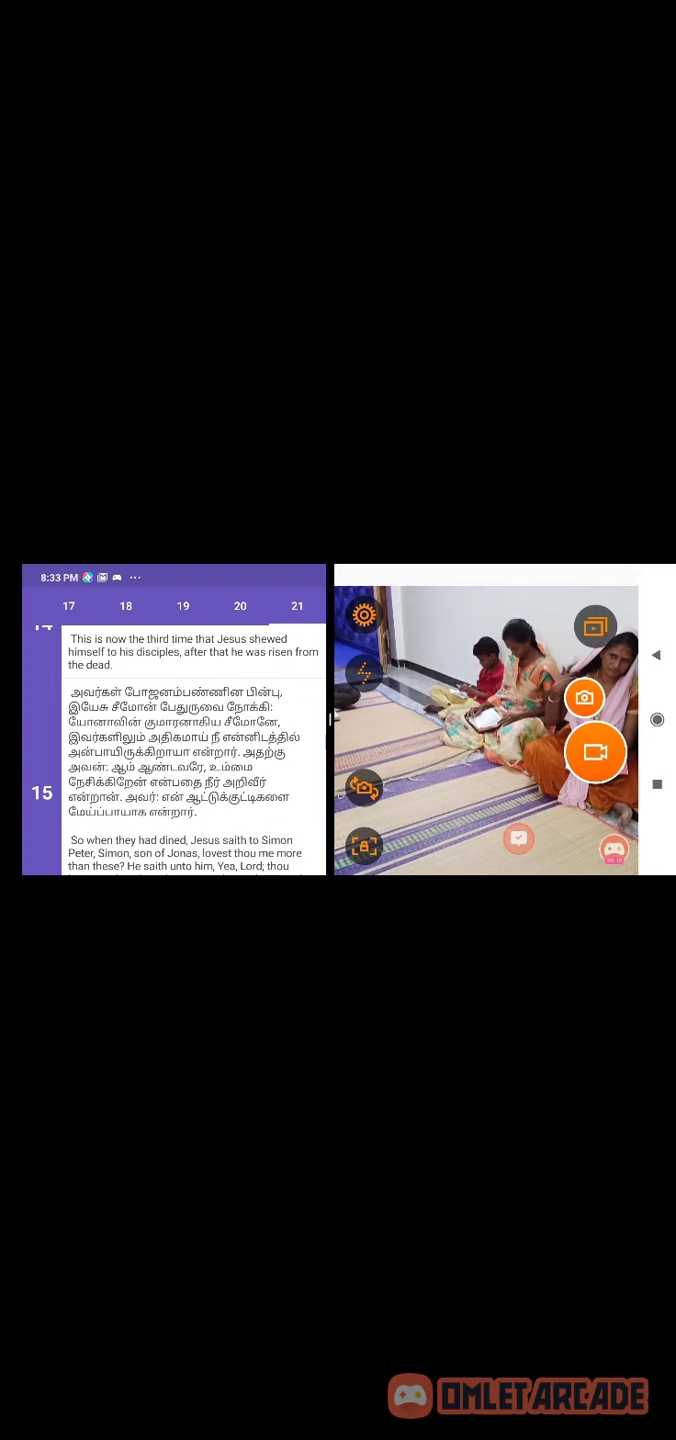 8:33 PM
17 18 19 20 21
This is now the third time that Jesus shewed
himself to his disciples, after that he was risen from
the dead.
அவர்கள் போஜனம்பண்ணின பின்பு,
இயேசு சீமோன் பேதுருவை நோக்கி:
யோனாவின் குமாரனாகிய சீமோனே,
இவர்களிலும் அதிகமாய் நீ என்னிடத்தில்
அன்பாயிருக்கிறாயா என்றார். அதற்கு
அவன்: ஆம் ஆண்டவரே, உம்மை
நேசிக்கிறேன் என்பதை நீர் அறிவீர்
15
என்றான். அவர்: என் ஆட்டுக்குட்டிகளை
மேய்ப்பாயாக என்றார்.
So when they had dined, Jesus saith to Simon
Peter, Simon, son of Jonas, lovest thou me more
than these? He saith unto him, Yea, Lord; thou
OMLET ARCADE